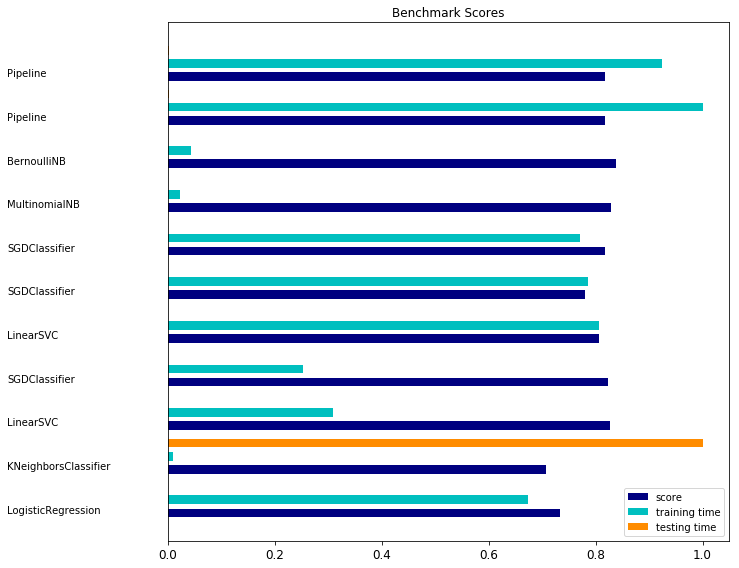 Benchmark Scores
Pipeline
Pipeline
BernoulliNB
MultinomialNB
SGDClassifier
SGDClassifier
LinearSVC
SGDClassifier
LinearSVC
KNeighborsClassifier
LogisticRegression
score
training time
testing time
0.0 0.2 0.4 0.6 0.8 1.0